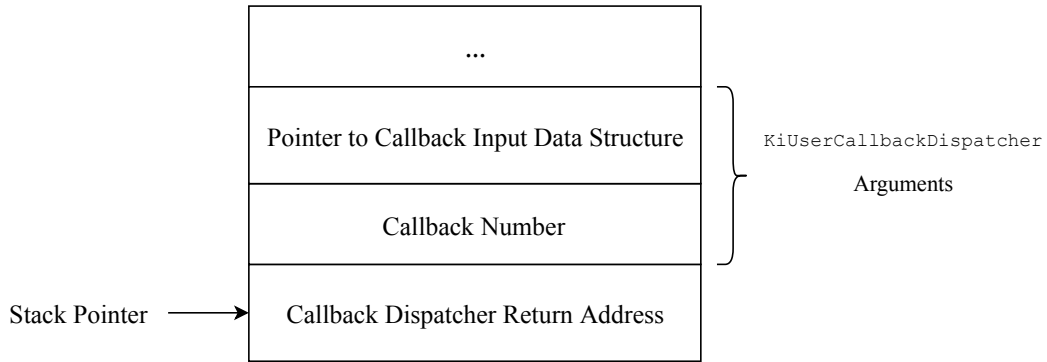 ...
Pointer to Callback Input Data Structure
KiUserCallbackDispatcher
Arguments
Callback Number
Stack Pointer
Callback Dispatcher Return Address